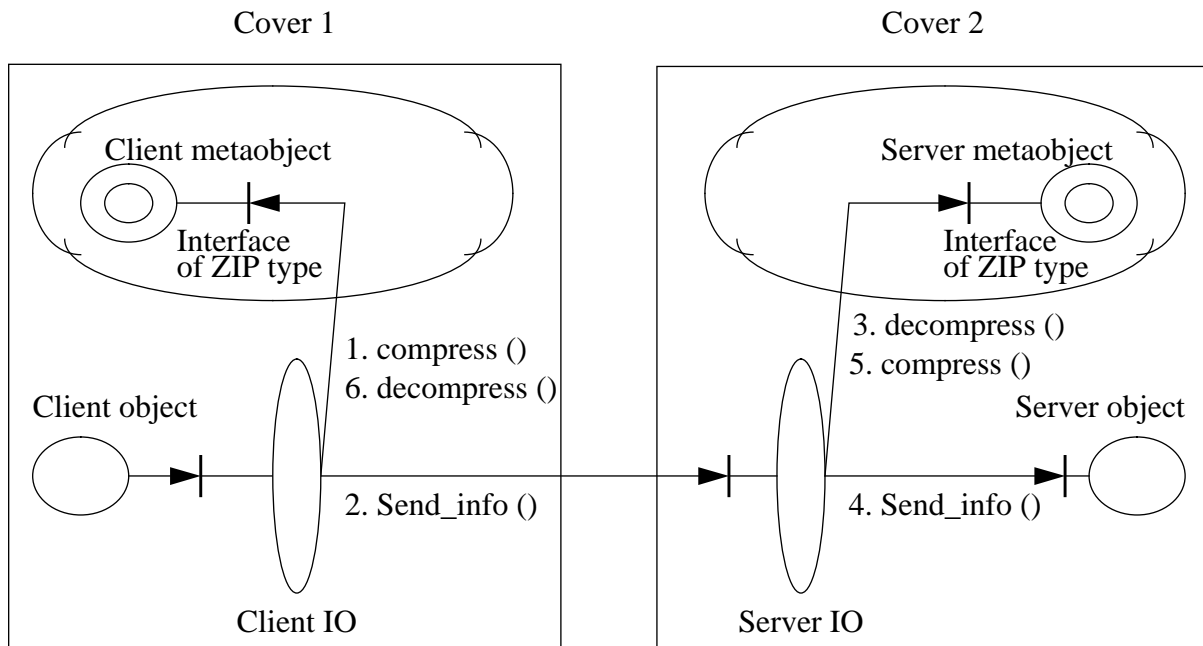 Cover 1
Cover 2
Client metaobject
Interface
of ZIP type
Server metaobject
Interface
of ZIP type
1. compress ()
6. decompress ()
3. decompress ()
5. compress ()
Client object
Server object
2. Send_info ()
4. Send_info ()
Client IO
Server IO